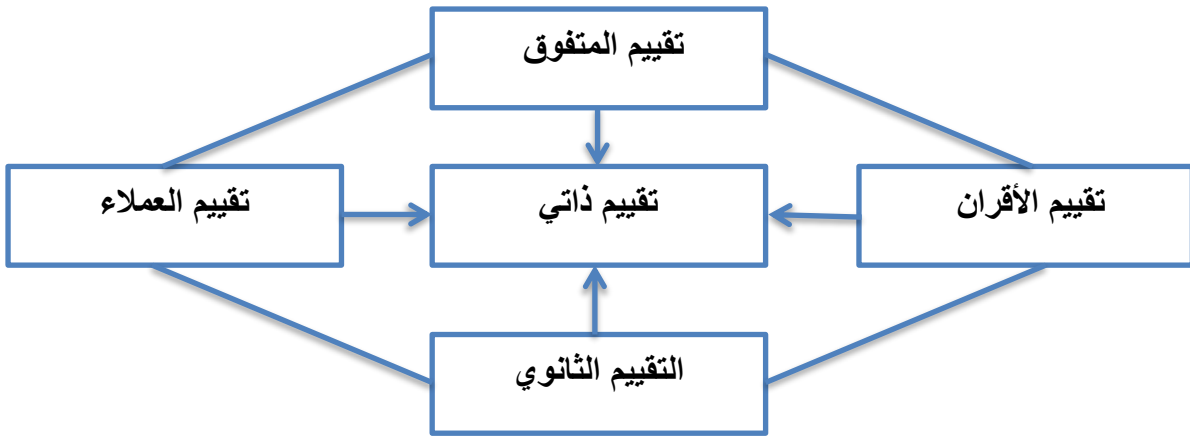 تقييم المتفوق
تقييم الأقران
تقييم ذاتي
تقييم العملاء
التقييم الثانوي